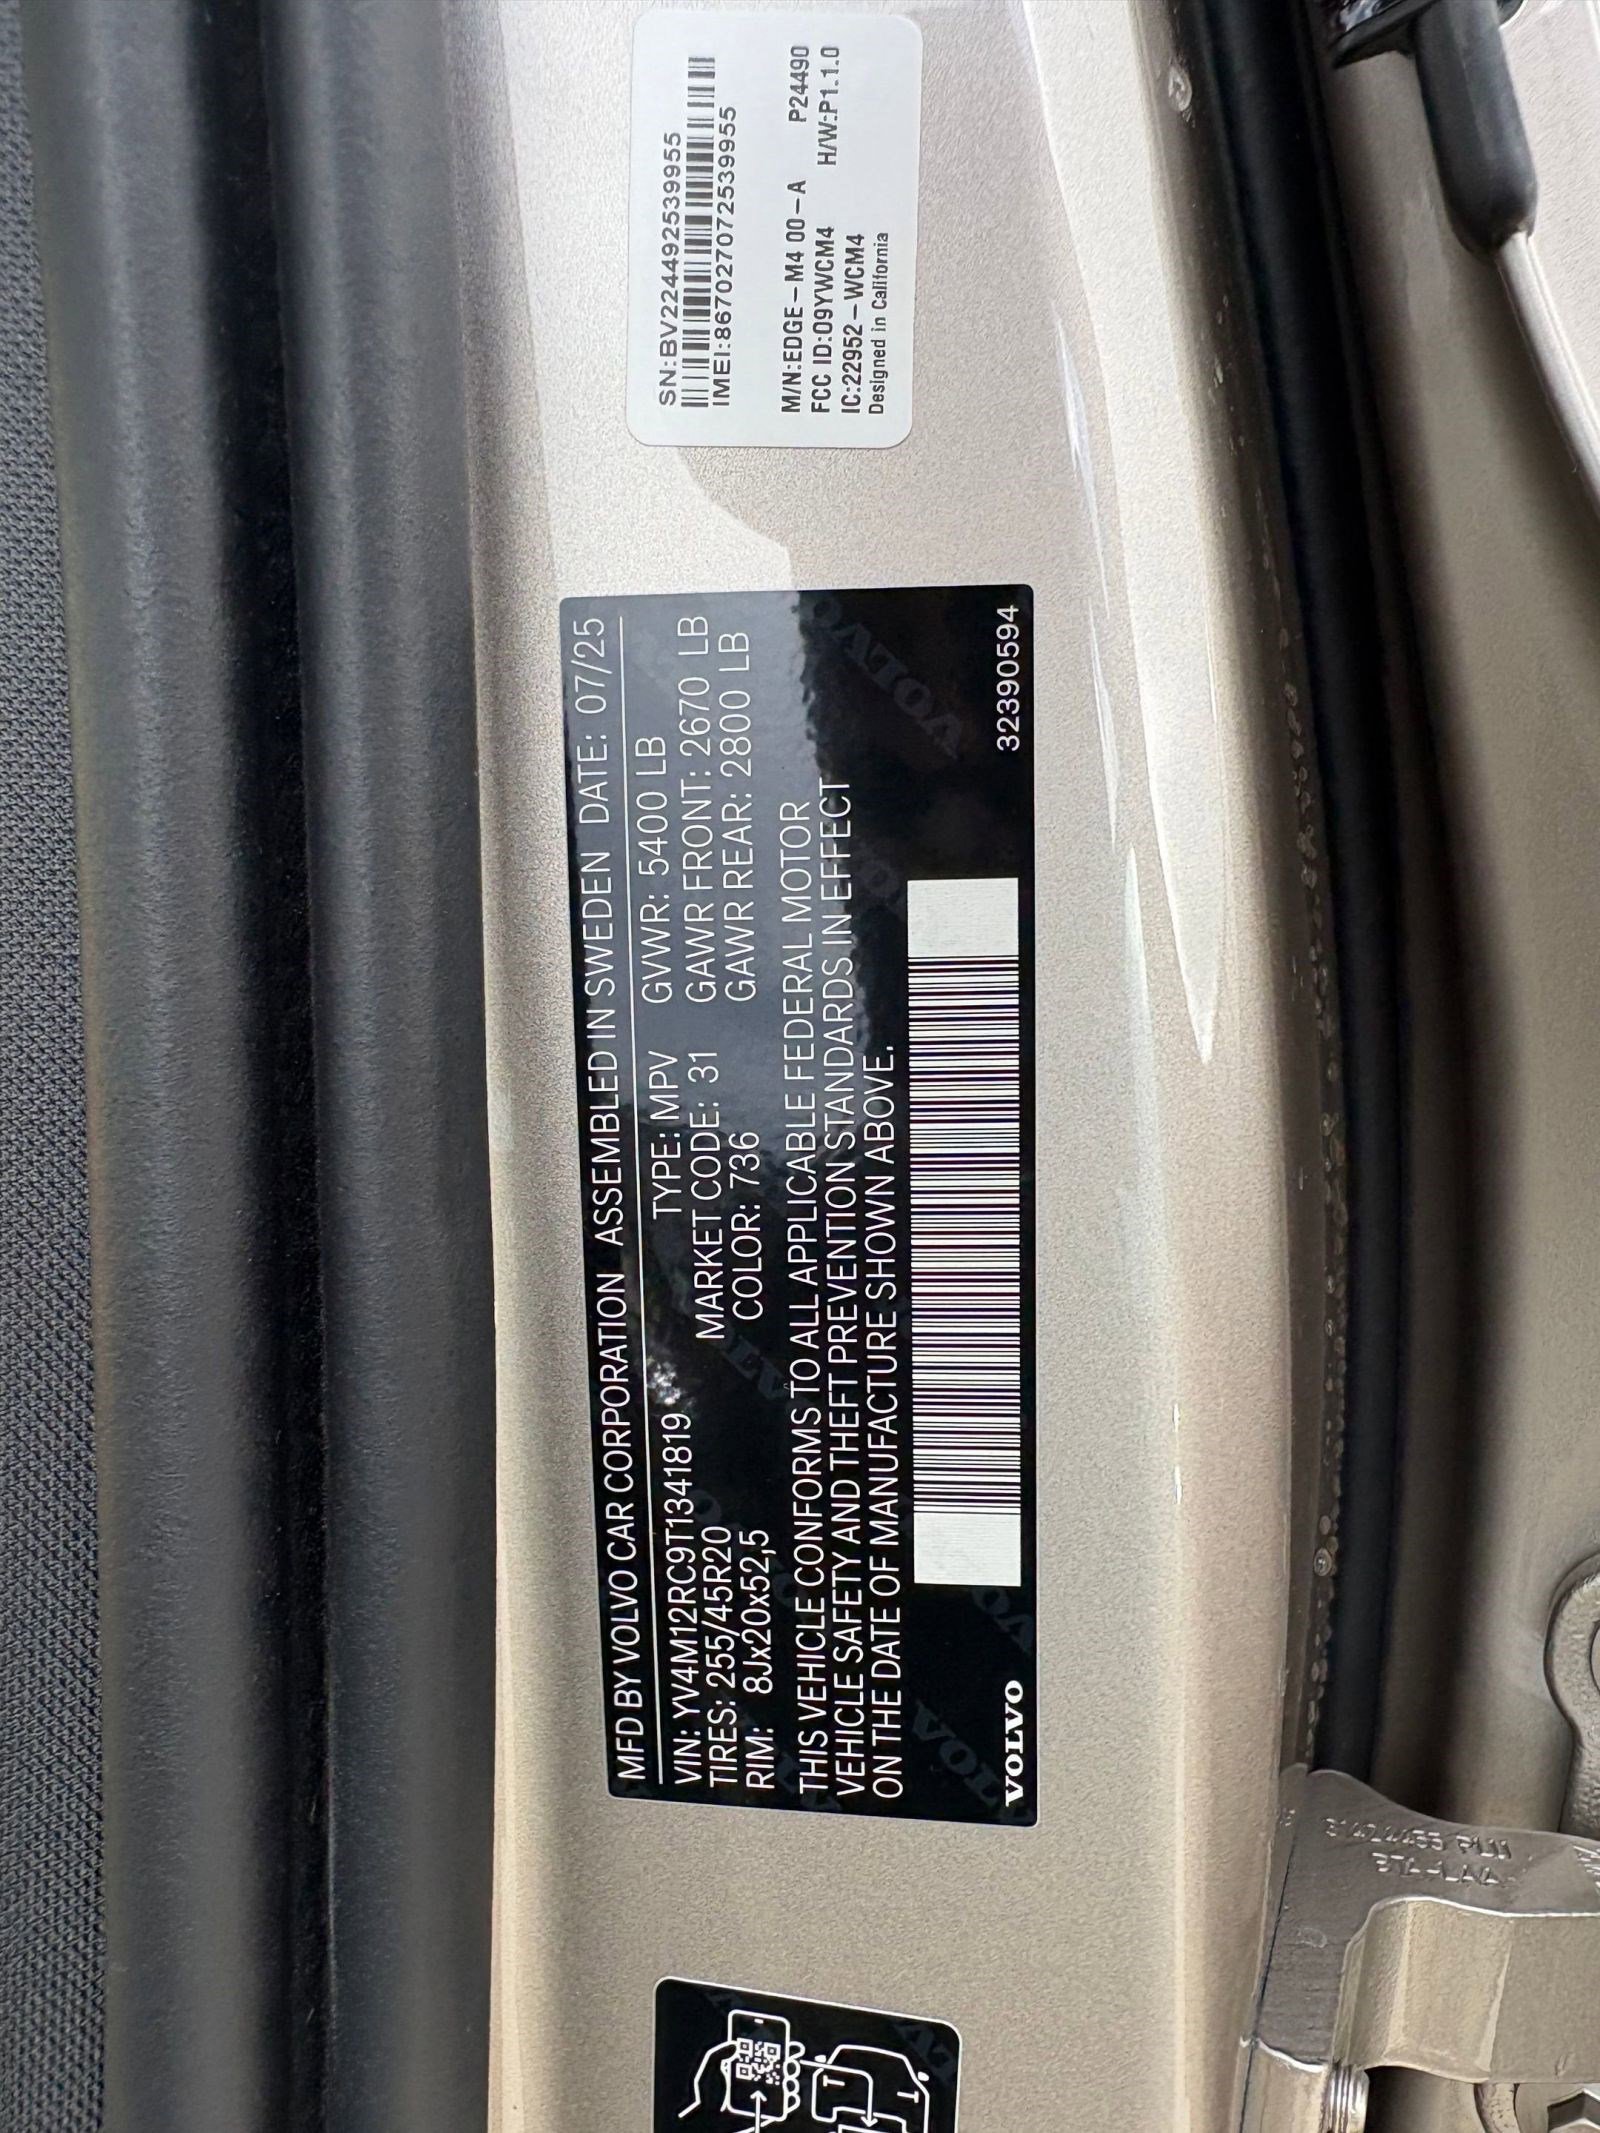 SN:BV224492539955
IMEI:867027072539955
M/N:EDGE-M4 00-A P24490
FCC ID:O9YWCM4 H/W:P1.1.0
IC:22952-WCM4
Designed in California
MFD BY VOLVO CAR CORPORATION ASSEMBLED IN SWEDEN DATE: 07/25
VIN: YV4M12RC9T1341819 TYPE: MPV GVWR: 5400 LB
TIRES: 255/45R20 MARKET CODE: 31 GAWR FRONT: 2670 LB
RIM: 8Jx20x52,5 COLOR: 736 GAWR REAR: 2800 LB
THIS VEHICLE CONFORMS TO ALL APPLICABLE FEDERAL MOTOR
VEHICLE SAFETY AND THEFT PREVENTION STANDARDS IN EFFECT
ON THE DATE OF MANUFACTURE SHOWN ABOVE.
VOLVO 32390594